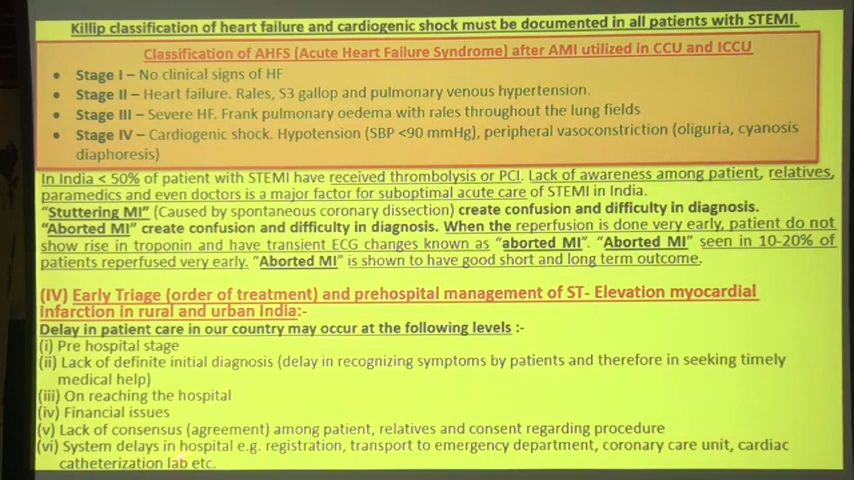 Killip classification of heart failure and cardiogenic shock must be documented in all patients with STEMI.
Classification of AHFS (Acute Heart Failure Syndrome) after AMI utilized in CCU and ICCU
• Stage I – No clinical signs of HF
• Stage II – Heart failure. Rales, S3 gallop and pulmonary venous hypertension.
• Stage III – Severe HF. Frank pulmonary oedema with rales throughout the lung fields
• Stage IV – Cardiogenic shock. Hypotension (SBP <90 mmHg), peripheral vasoconstriction (oliguria, cyanosis
diaphoresis)
In India < 50% of patient with STEMI have received thrombolysis or PCI. Lack of awareness among patient, relatives,
paramedics and even doctors is a major factor for suboptimal acute care of STEMI in India.
“Stuttering MI” (Caused by spontaneous coronary dissection) create confusion and difficulty in diagnosis.
“Aborted MI” create confusion and difficulty in diagnosis. When the reperfusion is done very early, patient do not
show rise in troponin and have transient ECG changes known as “aborted MI”. “Aborted MI” seen in 10-20% of
patients reperfused very early. “Aborted MI” is shown to have good short and long term outcome.
(IV) Early Triage (order of treatment) and prehospital management of ST- Elevation myocardial
infarction in rural and urban India:-
Delay in patient care in our country may occur at the following levels :-
(i) Pre hospital stage
(ii) Lack of definite initial diagnosis (delay in recognizing symptoms by patients and therefore in seeking timely
medical help)
(iii) On reaching the hospital
(iv) Financial issues
(v) Lack of consensus (agreement) among patient, relatives and consent regarding procedure
(vi) System delays in hospital e.g. registration, transport to emergency department, coronary care unit, cardiac
catheterization lab etc.